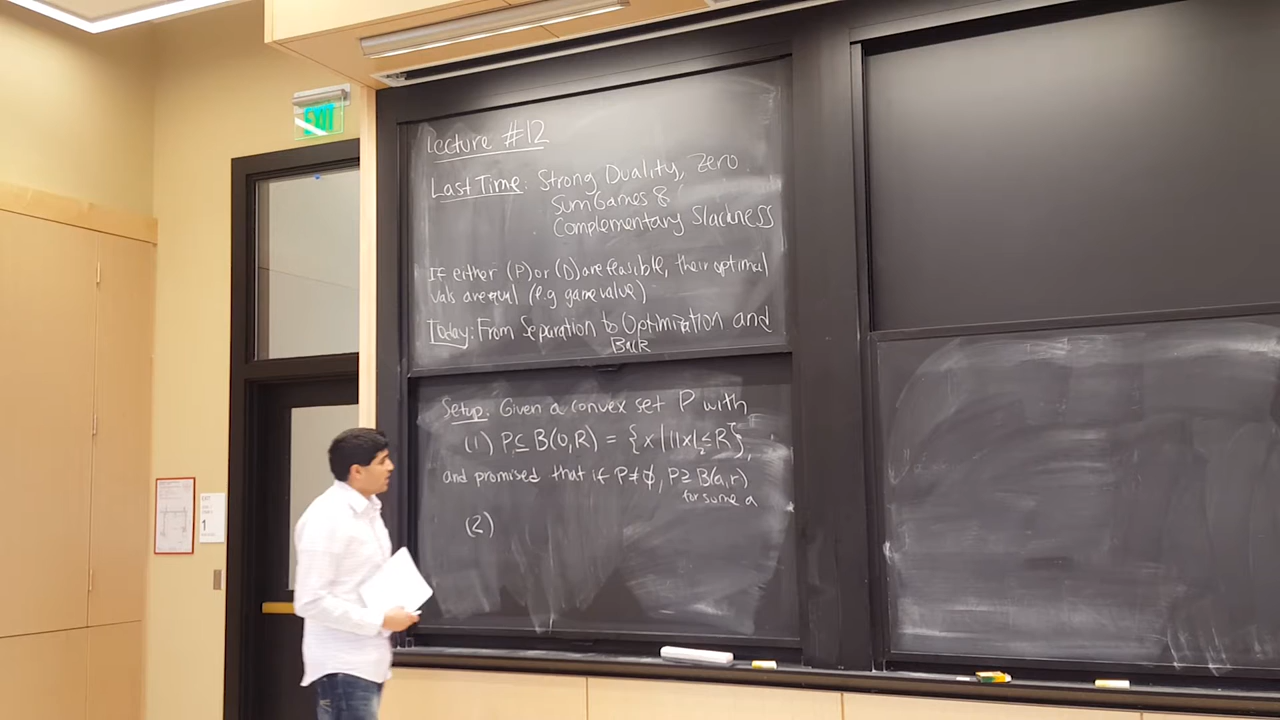 EXIT
Lecture #12
Last Time: Strong Duality, Zero
Sum Games &
Complementary Slackness
If either (P) or (D) are feasible, their optimal
vals are equal (e.g. game value)
Today: From Separation to Optimization and
Back
Setup: Given a convex set P with
(1) P ⊆ B(0,R) = {x | ||x||₂ ≤ R},
and promised that if P ≠ ∅, P ⊇ B(a,r)
for some a
(2)
EXIT
1